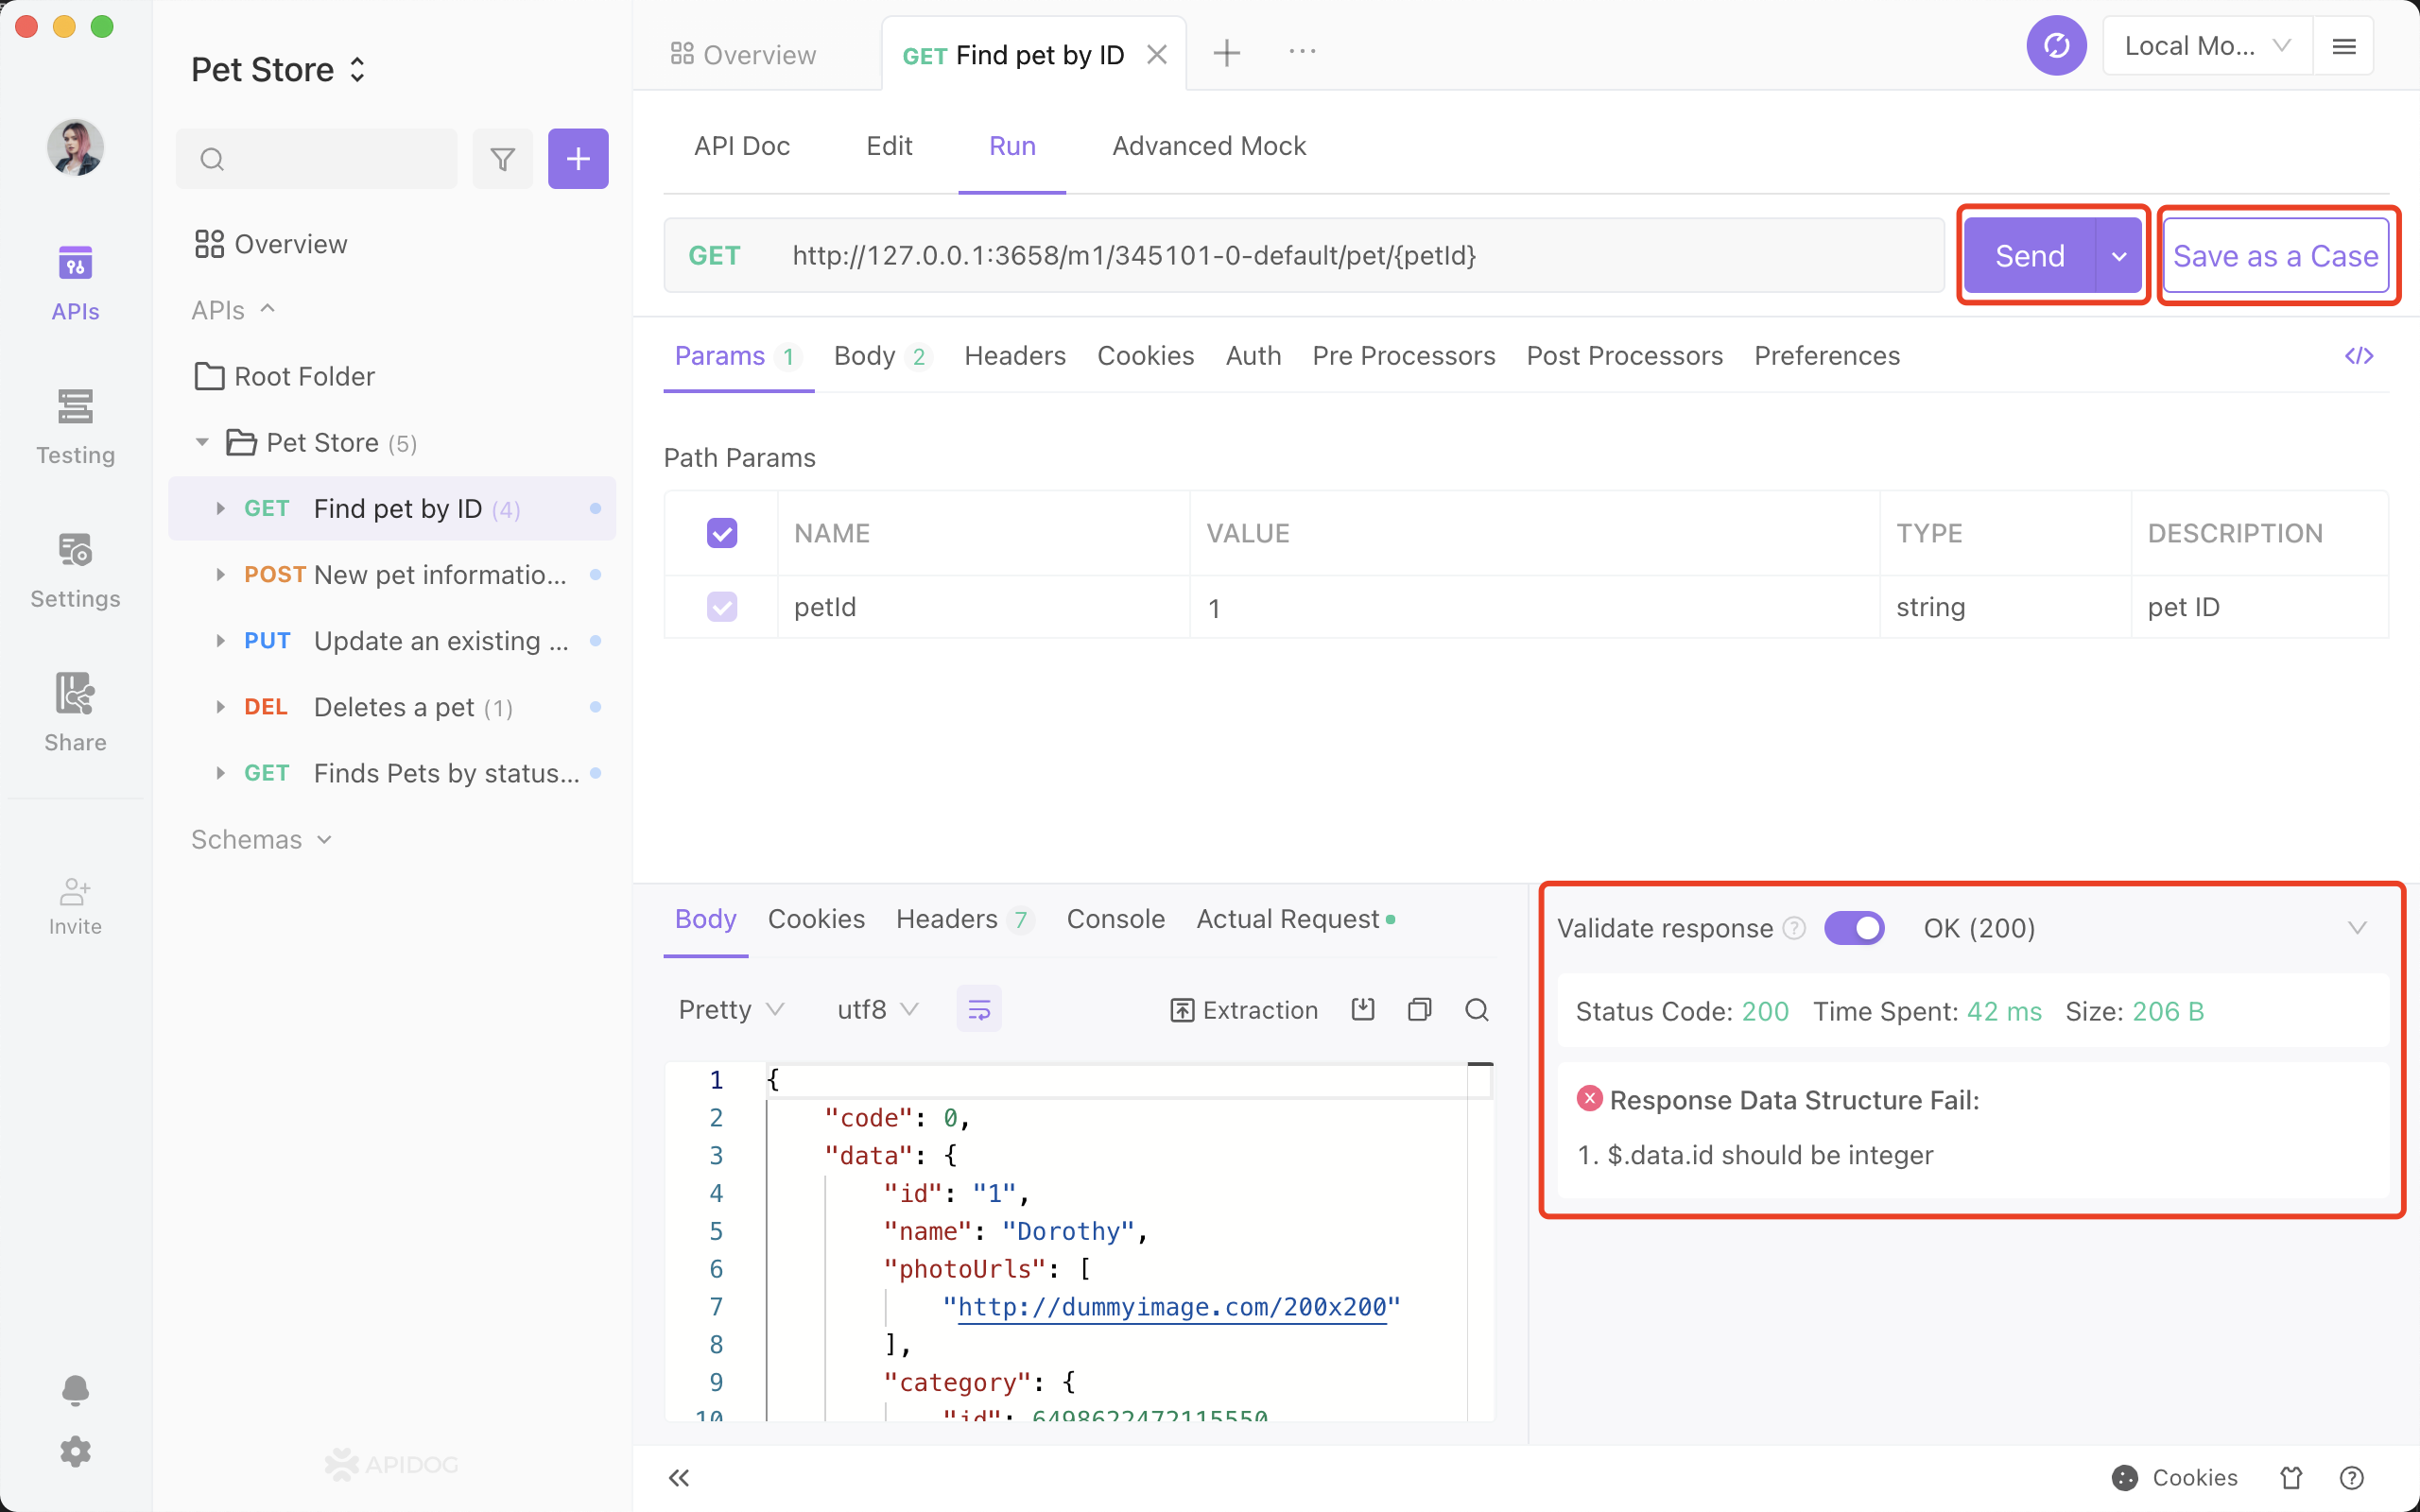 Pet Store
APIs
Testing
Settings
Share
Invite
Overview
APIs
Root Folder
Pet Store (5)
GET Find pet by ID (4)
POST New pet informatio...
PUT Update an existing ...
DEL Deletes a pet (1)
GET Finds Pets by status...
Schemas
APIDOG
Overview
GET Find pet by ID
Local Mo...
API Doc Edit Run Advanced Mock
GET http://127.0.0.1:3658/m1/345101-0-default/pet/{petId}
Send
Save as a Case
Params 1 Body 2 Headers Cookies Auth Pre Processors Post Processors Preferences
Path Params
NAME VALUE TYPE DESCRIPTION
petId 1 string pet ID
Body Cookies Headers 7 Console Actual Request
Pretty utf8 Extraction
1 {
2 "code": 0,
3 "data": {
4 "id": "1",
5 "name": "Dorothy",
6 "photoUrls": [
7 "http://dummyimage.com/200x200"
8 ],
9 "category": {
10 "id": 6498622472115550
Validate response ? OK (200)
Status Code: 200 Time Spent: 42 ms Size: 206 B
Response Data Structure Fail:
1. $.data.id should be integer
Cookies